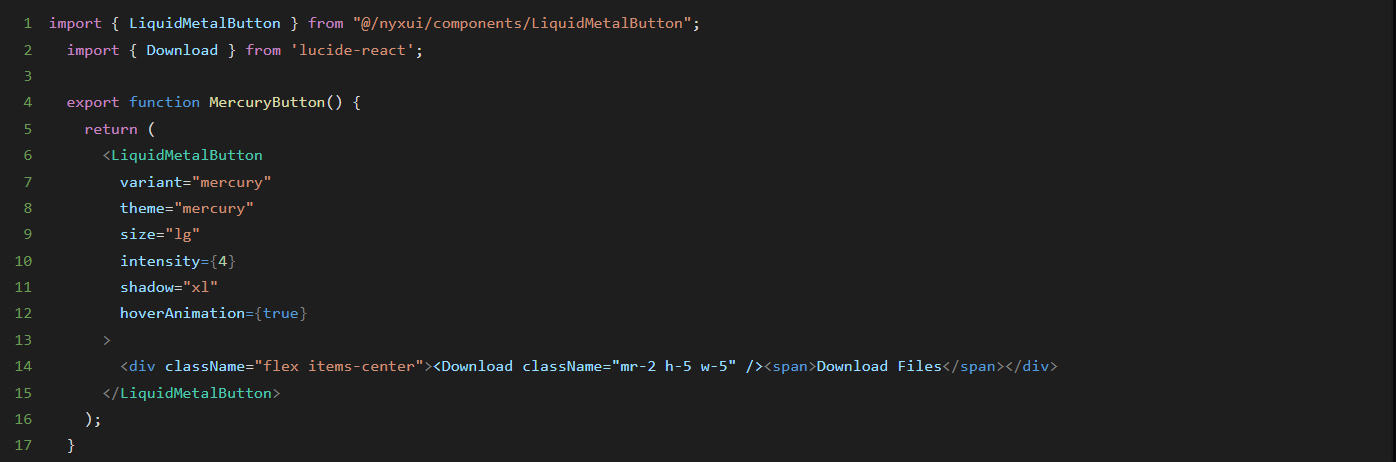 1 import { LiquidMetalButton } from "@/nyxui/components/LiquidMetalButton";
2   import { Download } from 'lucide-react';
3
4   export function MercuryButton() {
5     return (
6       <LiquidMetalButton
7         variant="mercury"
8         theme="mercury"
9         size="lg"
10         intensity={4}
11         shadow="xl"
12         hoverAnimation={true}
13       >
14         <div className="flex items-center"><Download className="mr-2 h-5 w-5" /><span>Download Files</span></div>
15       </LiquidMetalButton>
16     );
17   }